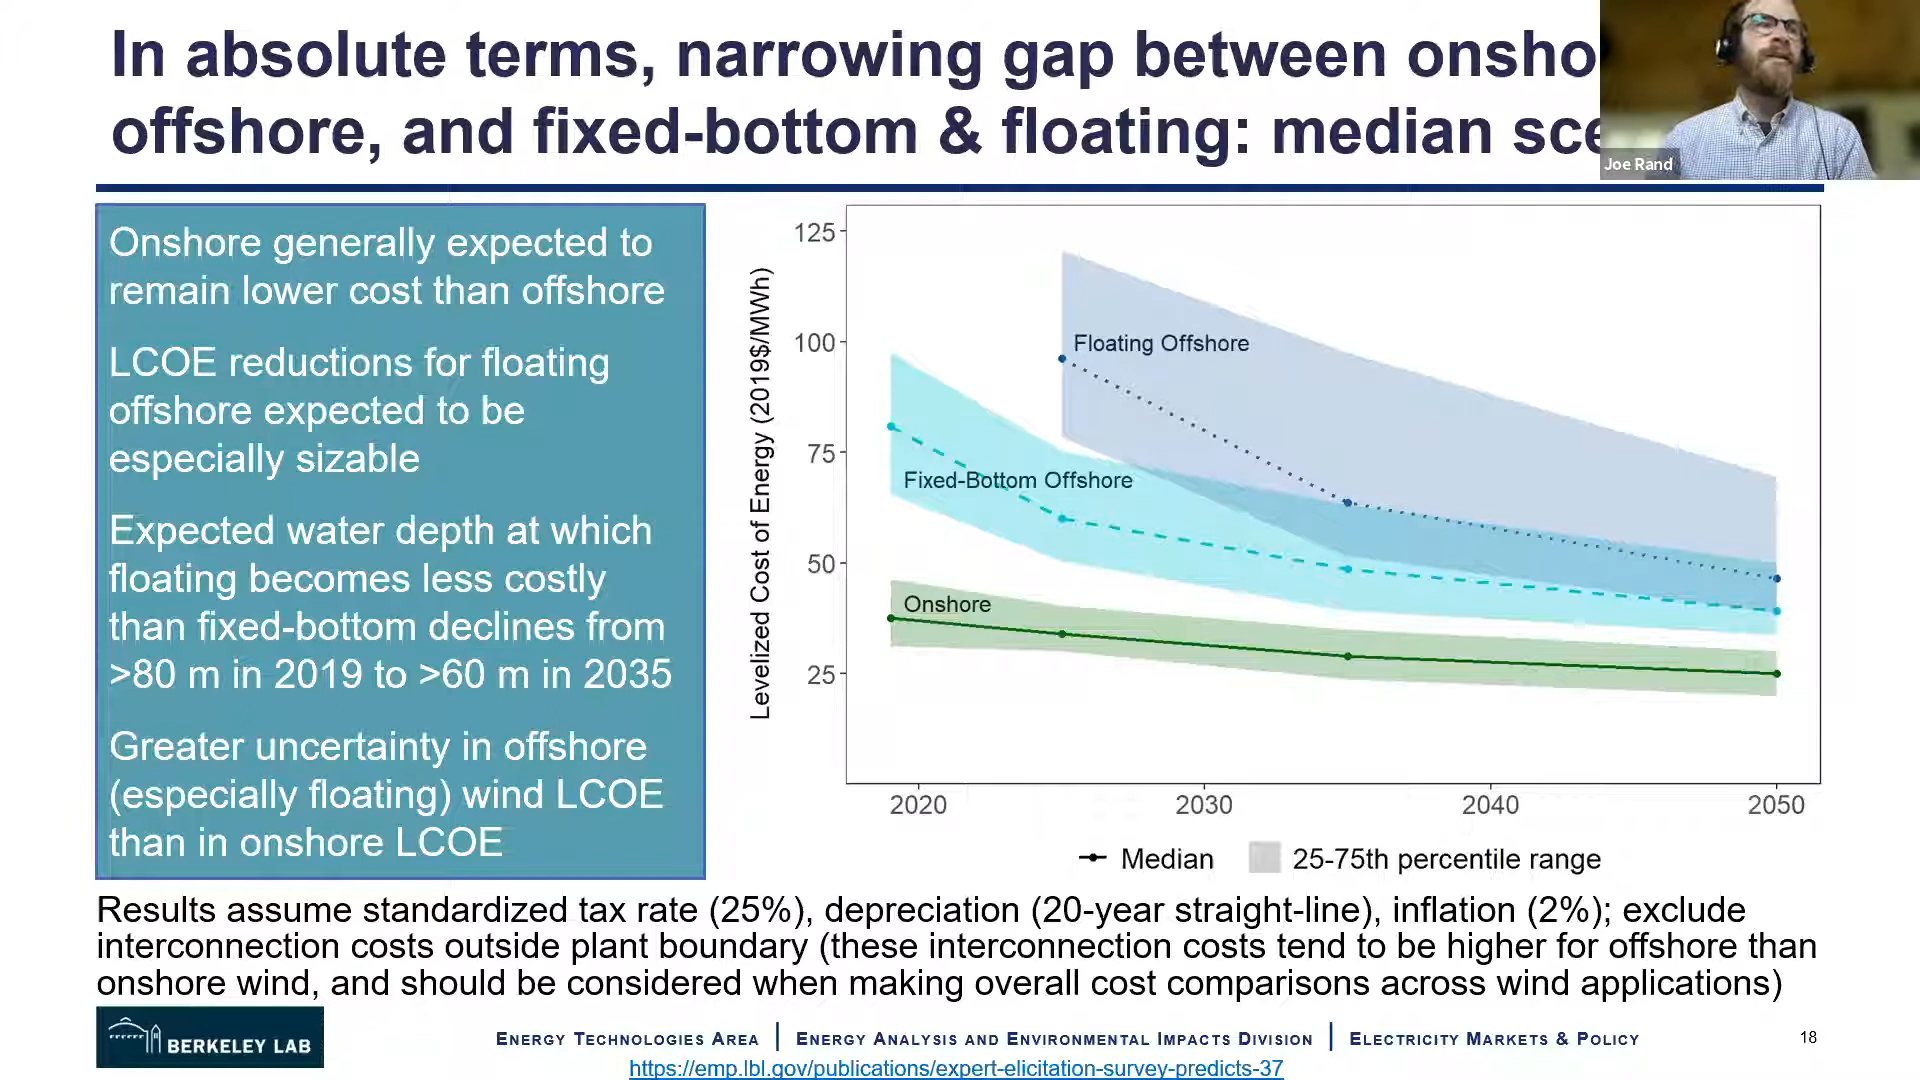 In absolute terms, narrowing gap between onsho
offshore, and fixed-bottom & floating: median sce
Joe Rand
Onshore generally expected to
remain lower cost than offshore
LCOE reductions for floating
offshore expected to be
especially sizable
Expected water depth at which
floating becomes less costly
than fixed-bottom declines from
>80 m in 2019 to >60 m in 2035
Greater uncertainty in offshore
(especially floating) wind LCOE
than in onshore LCOE
Levelized Cost of Energy (2019$/MWh)
125
100
75
50
25
Floating Offshore
Fixed-Bottom Offshore
Onshore
2020 2030 2040 2050
Median 25-75th percentile range
Results assume standardized tax rate (25%), depreciation (20-year straight-line), inflation (2%); exclude
interconnection costs outside plant boundary (these interconnection costs tend to be higher for offshore than
onshore wind, and should be considered when making overall cost comparisons across wind applications)
BERKELEY LAB
ENERGY TECHNOLOGIES AREA | ENERGY ANALYSIS AND ENVIRONMENTAL IMPACTS DIVISION | ELECTRICITY MARKETS & POLICY
18
https://emp.lbl.gov/publications/expert-elicitation-survey-predicts-37